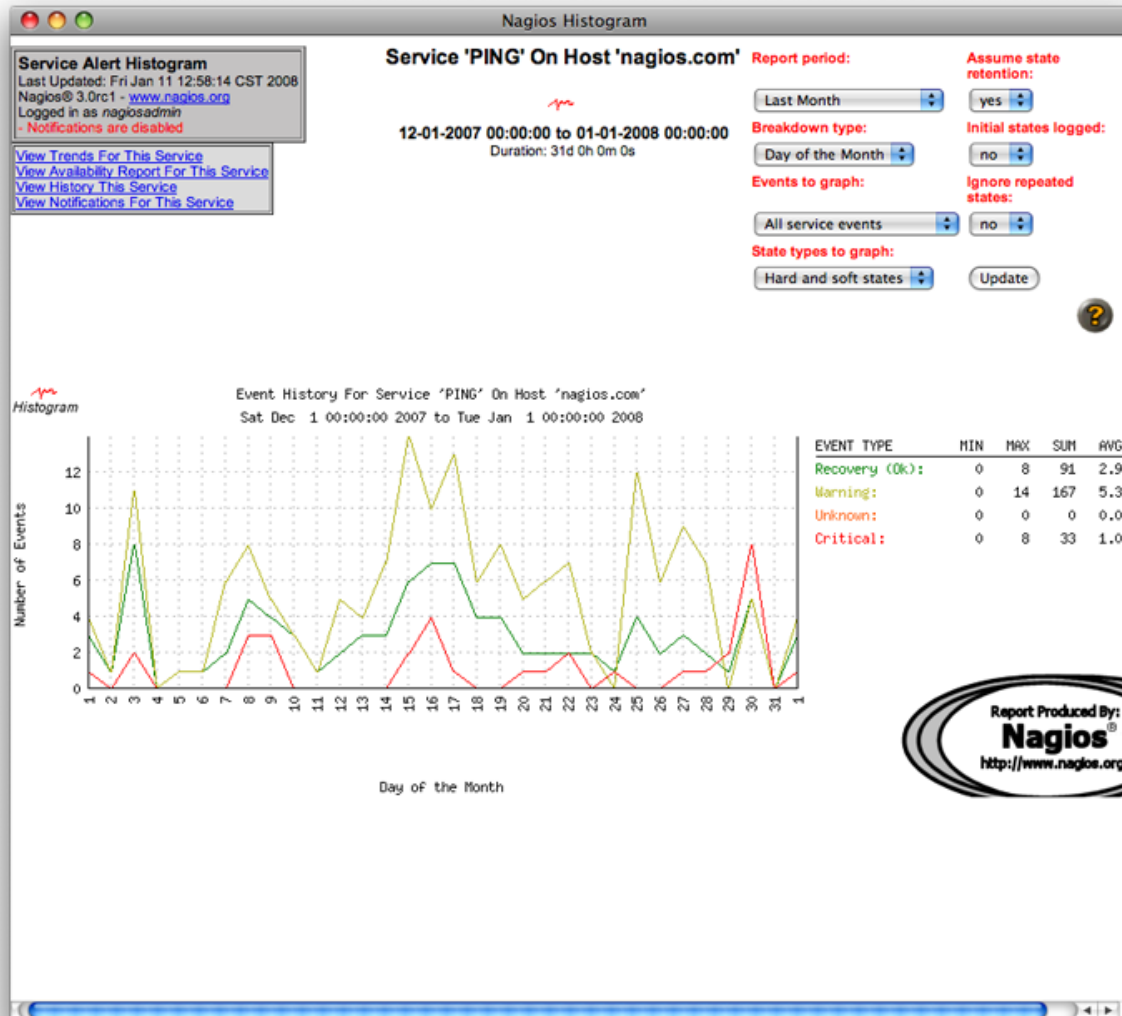 Nagios Histogram
Service Alert Histogram
Last Updated: Fri Jan 11 12:58:14 CST 2008
Nagios® 3.0rc1 - www.nagios.org
Logged in as nagiosadmin
- Notifications are disabled
View Trends For This Service
View Availability Report For This Service
View History This Service
View Notifications For This Service
Service 'PING' On Host 'nagios.com'
12-01-2007 00:00:00 to 01-01-2008 00:00:00
Duration: 31d 0h 0m 0s
Report period:
Assume state
retention:
Last Month
yes
Breakdown type:
Initial states logged:
Day of the Month
no
Events to graph:
Ignore repeated
states:
All service events
no
State types to graph:
Hard and soft states
Update
?
Histogram
Event History For Service 'PING' On Host 'nagios.com'
Sat Dec 1 00:00:00 2007 to Tue Jan 1 00:00:00 2008
Number of Events
12
10
8
6
4
2
0
1 2 3 4 5 6 7 8 9 10 11 12 13 14 15 16 17 18 19 20 21 22 23 24 25 26 27 28 29 30 31 1
Day of the Month
EVENT TYPE MIN MAX SUM AVG
Recovery (Ok): 0 8 91 2.9
Warning: 0 14 167 5.3
Unknown: 0 0 0 0.0
Critical: 0 8 33 1.0
Report Produced By:
Nagios®
http://www.nagios.org